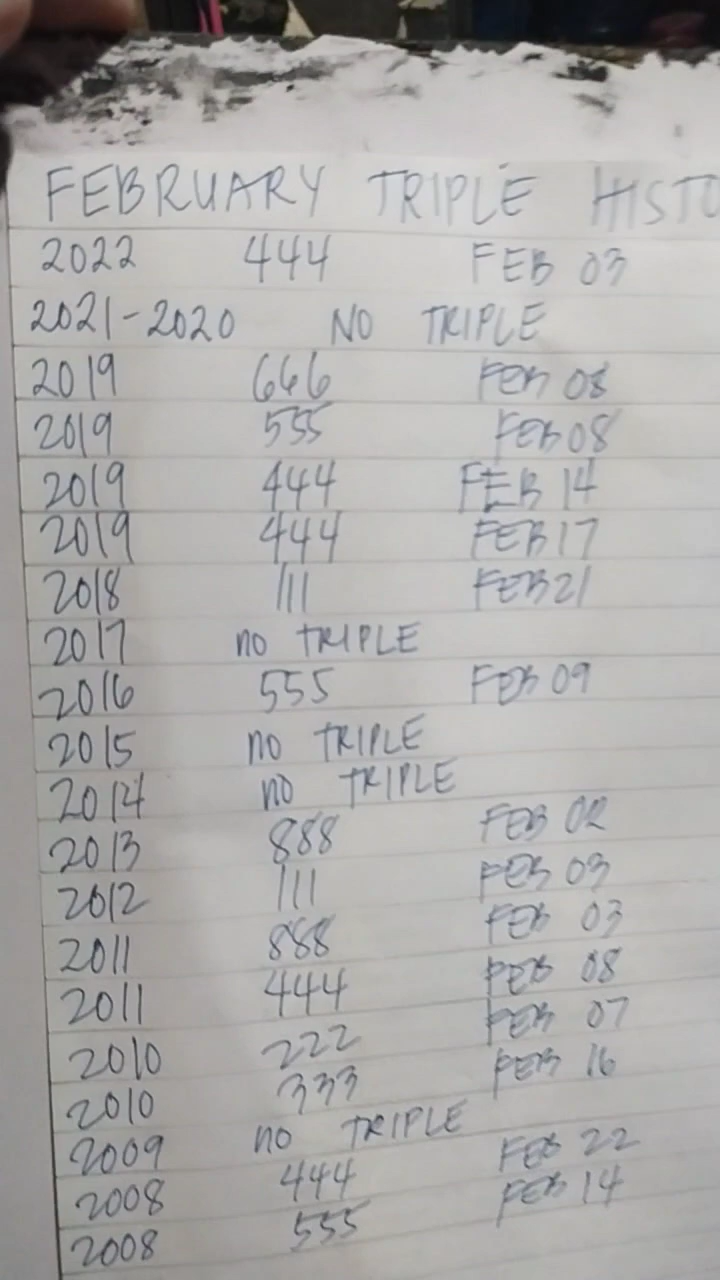 FEBRUARY TRIPLE HISTO
2022 444 FEB 03
2021-2020 NO TRIPLE
2019 666 FEB 08
2019 555 FEB 08
2019 444 FEB 14
2019 444 FEB 17
2018 111 FEB 21
2017 no TRIPLE
2016 555 FEB 09
2015 no TRIPLE
2014 no TRIPLE
2013 888 FEB 02
2012 111 FEB 03
2011 888 FEB 03
2011 444 FEB 08
2010 222 FEB 07
2010 333 FEB 16
2009 no TRIPLE
2008 444 FEB 22
2008 555 FEB 14